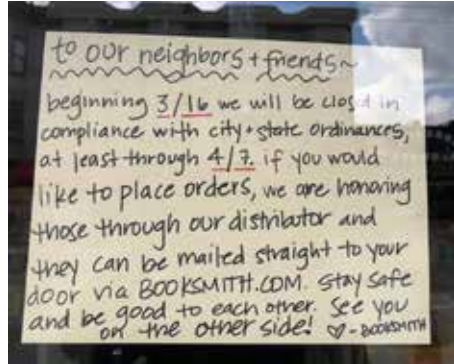 to our neighbors + friends~
beginning 3/16 we will be closed in
compliance with city + state ordinances,
at least through 4/7. if you would
like to place orders, we are honoring
those through our distributor and
they can be mailed straight to your
door via BOOKSMITH.COM. stay safe
and be good to each other. See you
on the other side! ♡-BOOKSMITH